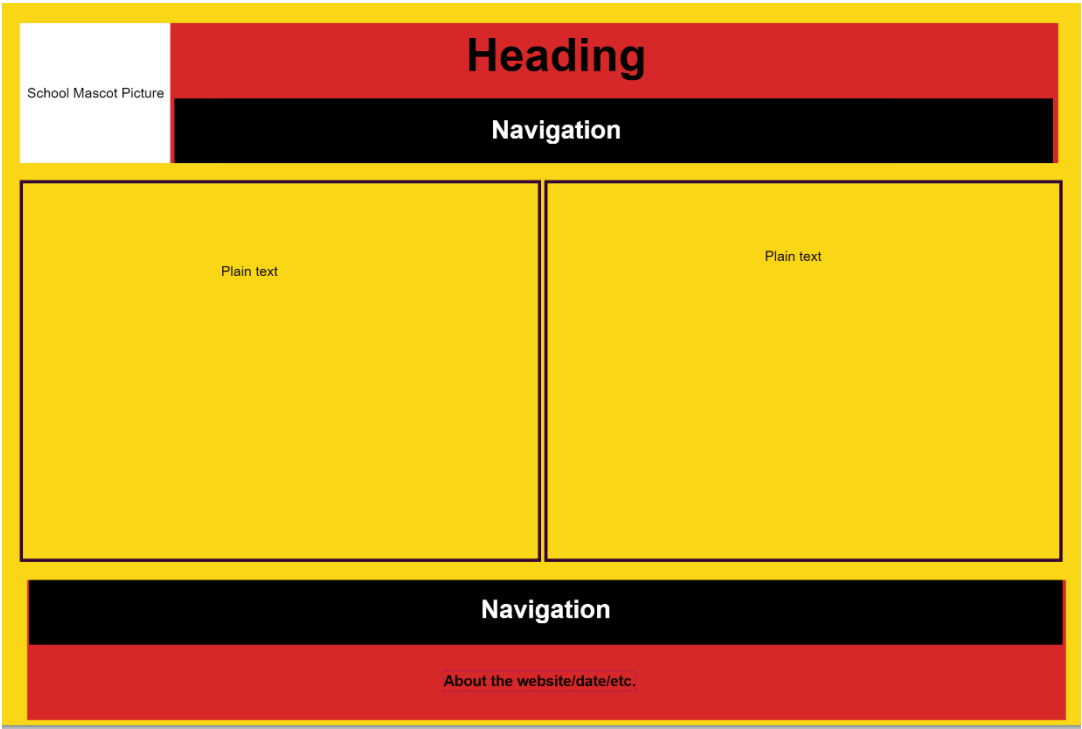 Heading
School Mascot Picture
Navigation
Plain text
Plain text
Navigation
About the website/date/etc.